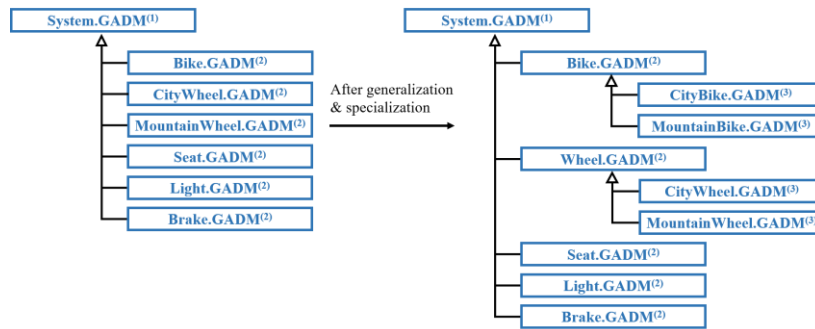 System.GADM(1)
Bike.GADM(2)
CityWheel.GADM(2)
MountainWheel.GADM(2)
Seat.GADM(2)
Light.GADM(2)
Brake.GADM(2)
After generalization
& specialization
System.GADM(1)
Bike.GADM(2)
CityBike.GADM(3)
MountainBike.GADM(3)
Wheel.GADM(2)
CityWheel.GADM(3)
MountainWheel.GADM(3)
Seat.GADM(2)
Light.GADM(2)
Brake.GADM(2)